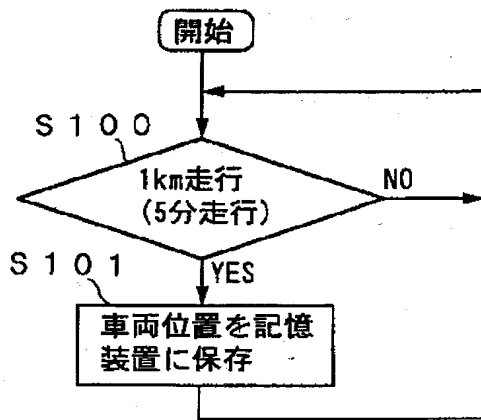 開始
S100
1km走行
(5分走行)
NO
S101
YES
車両位置を記憶
装置に保存